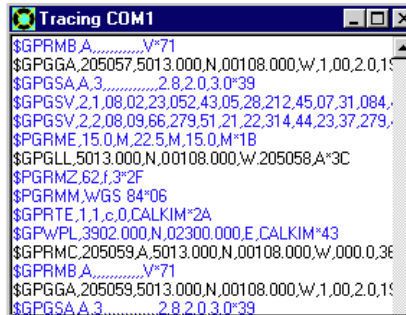 Tracing COM1
$GPRMB,A,,,,,,,,,,,,V*71
$GPGGA,205057,5013.000,N,00108.000,W,1,00,2.0,19
$GPGSA,A,3,,,,,,,,,,,,,2.8,2.0,3.0*39
$GPGSV,2,1,08,02,23,052,43,05,28,212,45,07,31,084,4
$GPGSV,2,2,08,09,66,279,51,21,22,314,44,23,37,279,4
$PGRME,15.0,M,22.5,M,15.0,M*1B
$GPGLL,5013.000,N,00108.000,W.205058,A*3C
$PGRMZ,62,f,3*2F
$PGRMM,WGS 84*06
$GPRTE,1,1,c,0,CALKIM*2A
$GPWPL,3902.000,N,02300.000,E,CALKIM*43
$GPRMC,205059,A,5013.000,N,00108.000,W,000.0,36
$GPRMB,A,,,,,,,,,,,,V*71
$GPGGA,205059,5013.000,N,00108.000,W,1,00,2.0,19
$GPGSA,A,3,,,,,,,,,,,,,2.8,2.0,3.0*39